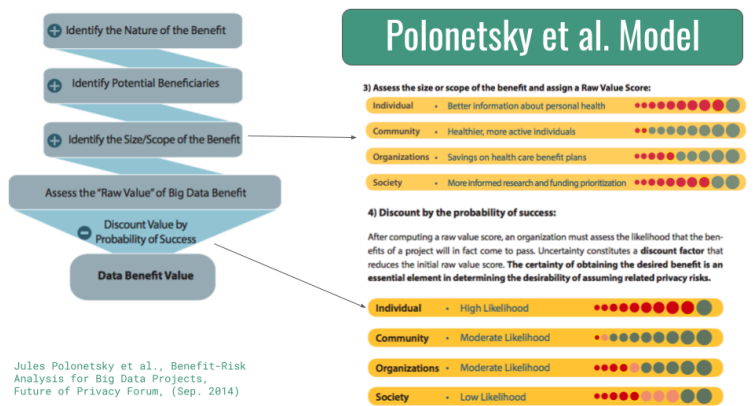 Polonetsky et al. Model
Identify the Nature of the Benefit
Identify Potential Beneficiaries
Identify the Size/Scope of the Benefit
Assess the “Raw Value” of Big Data Benefit
Discount Value by
Probability of Success
Data Benefit Value
3) Assess the size or scope of the benefit and assign a Raw Value Score:
Individual • Better information about personal health
Community • Healthier, more active individuals
Organizations • Savings on health care benefit plans
Society • More Informed research and funding prioritization
4) Discount by the probability of success:
After computing a raw value score, an organization must assess the likelihood that the ben-
efits of a project will in fact come to pass. Uncertainty constitutes a discount factor that
reduces the initial raw value score. The certainty of obtaining the desired benefit is an
essential element in determining the desirability of assuming related privacy risks.
Individual • High Likelihood
Community • Moderate Likelihood
Organizations • Moderate Likelihood
Society • Low Likelihood
Jules Polonetsky et al., Benefit-Risk
Analysis for Big Data Projects,
Future of Privacy Forum, (Sep. 2014)